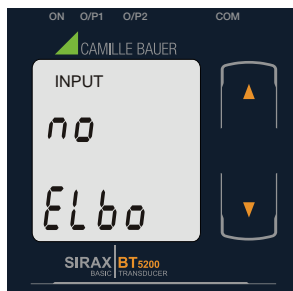 ON O/P1 O/P2 COM
CAMILLE BAUER
INPUT
no
ELbo
SIRAX BT5200
BASIC TRANSDUCER